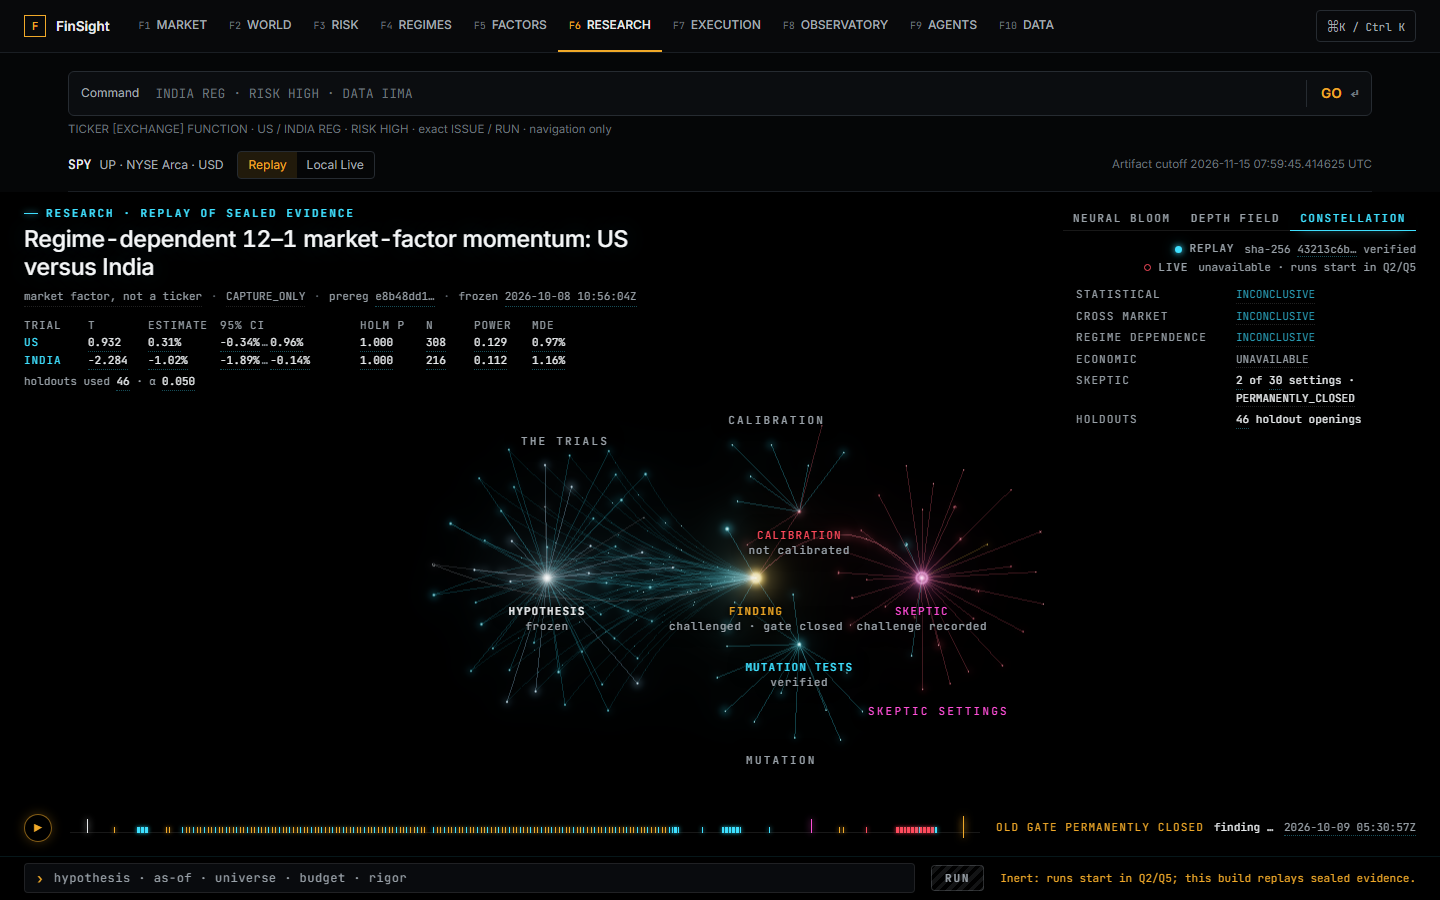 F FinSight F1 MARKET F2 WORLD F3 RISK F4 REGIMES F5 FACTORS F6 RESEARCH F7 EXECUTION F8 OBSERVATORY F9 AGENTS F10 DATA ⌘K / Ctrl K
Command INDIA REG · RISK HIGH · DATA IIMA GO ↵
TICKER [EXCHANGE] FUNCTION · US / INDIA REG · RISK HIGH · exact ISSUE / RUN · navigation only
SPY UP · NYSE Arca · USD Replay Local Live Artifact cutoff 2026-11-15 07:59:45.414625 UTC
RESEARCH · REPLAY OF SEALED EVIDENCE
Regime-dependent 12–1 market-factor momentum: US
versus India
market factor, not a ticker · CAPTURE_ONLY · prereg e8b48dd1… · frozen 2026-10-08 10:56:04Z
TRIAL T ESTIMATE 95% CI HOLM P N POWER MDE
US 0.932 0.31% -0.34%…0.96% 1.000 308 0.129 0.97%
INDIA -2.284 -1.02% -1.89%…-0.14% 1.000 216 0.112 1.16%
holdouts used 46 · α 0.050
NEURAL BLOOM DEPTH FIELD CONSTELLATION
REPLAY sha-256 43213c6b… verified
LIVE unavailable · runs start in Q2/Q5
STATISTICAL INCONCLUSIVE
CROSS MARKET INCONCLUSIVE
REGIME DEPENDENCE INCONCLUSIVE
ECONOMIC UNAVAILABLE
SKEPTIC 2 of 30 settings ·
PERMANENTLY_CLOSED
HOLDOUTS 46 holdout openings
CALIBRATION
THE TRIALS
CALIBRATION
not calibrated
HYPOTHESIS
frozen
FINDING
challenged · gate closed
SKEPTIC
challenge recorded
MUTATION TESTS
verified
SKEPTIC SETTINGS
MUTATION
OLD GATE PERMANENTLY CLOSED finding … 2026-10-09 05:30:57Z
› hypothesis · as-of · universe · budget · rigor RUN Inert: runs start in Q2/Q5; this build replays sealed evidence.